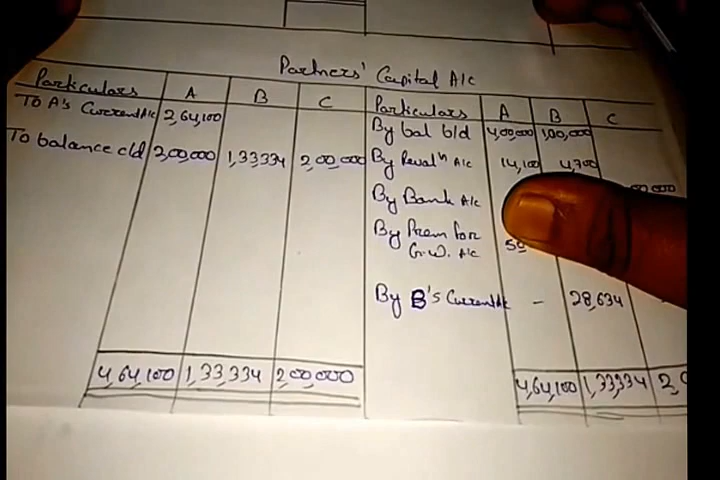 Partners' Capital A/c
Particulars A B C Particulars A B C
To A's Current A/c 2,64,100 By bal b/d 4,00,000 1,00,000
To balance c/d 2,00,000 1,33,334 2,00,000 By Reval'n A/c 14,100 4,700
By Bank A/c
By Prem for
G.W. A/c
By B's Current A/c - 28,634
4,64,100 1,33,334 2,00,000 4,64,100 1,33,334